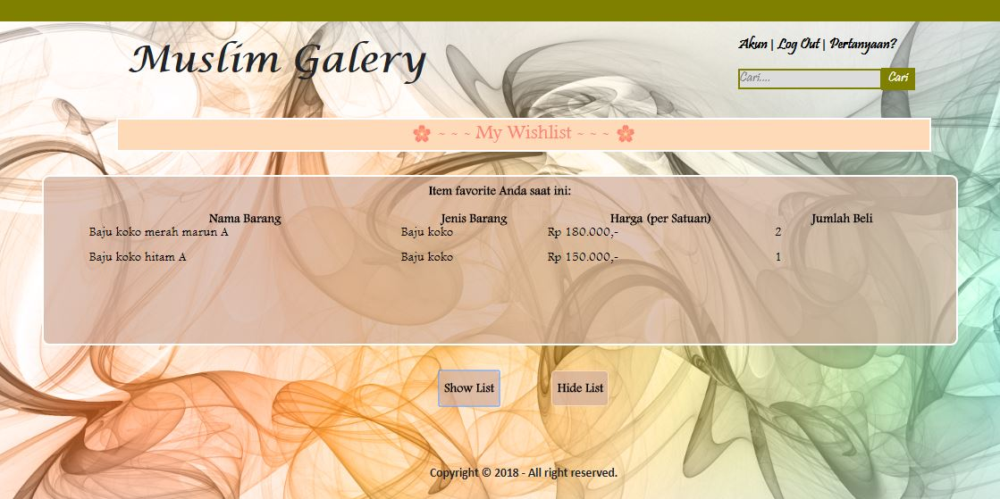 Muslim Galery
Akun | Log Out | Pertanyaan?
Cari.... Cari
~ ~ ~ My Wishlist ~ ~ ~
Item favorite Anda saat ini:
Nama Barang Jenis Barang Harga (per Satuan) Jumlah Beli
Baju koko merah marun A Baju koko Rp 180.000,- 2
Baju koko hitam A Baju koko Rp 150.000,- 1
Show List Hide List
Copyright © 2018 - All right reserved.